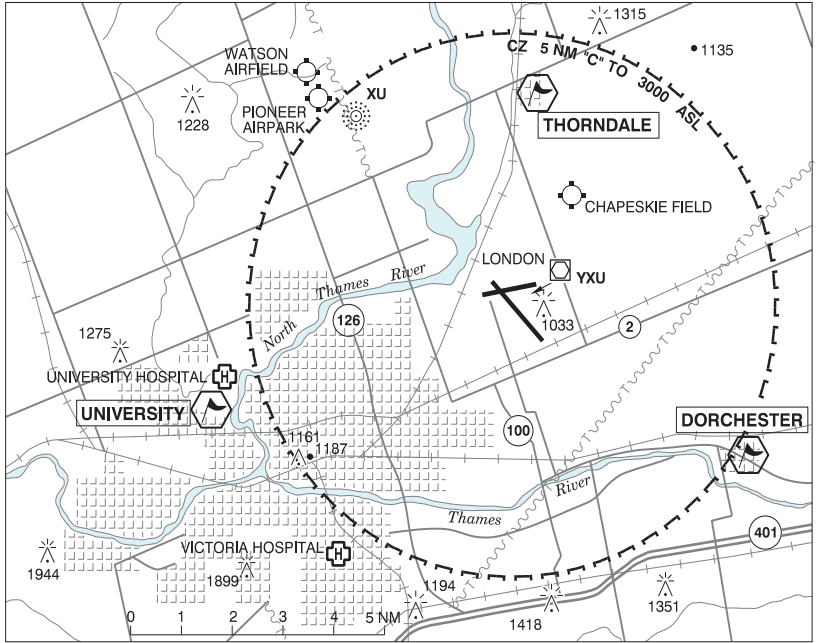 1315
CZ 5 NM "C" TO 3000 ASL
1135
WATSON
AIRFIELD
XU
1228
PIONEER
AIRPARK
THORNDALE
CHAPESKIE FIELD
LONDON
YXU
1033
North Thames River
126
2
1275
UNIVERSITY HOSPITAL
UNIVERSITY
DORCHESTER
100
1161
1187
Thames River
401
VICTORIA HOSPITAL
1944
1899
1194
1418
1351
0 1 2 3 4 5 NM